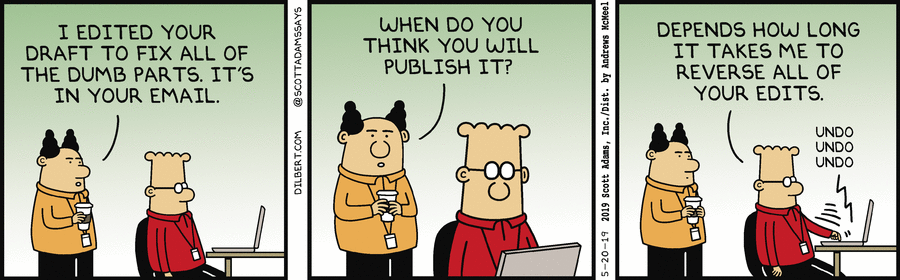 I EDITED YOUR
DRAFT TO FIX ALL OF
THE DUMB PARTS. IT'S
IN YOUR EMAIL.
DILBERT.COM @SCOTTADAMSSAYS
WHEN DO YOU
THINK YOU WILL
PUBLISH IT?
5-20-19 2019 Scott Adams, Inc./Dist. by Andrews McMeel
DEPENDS HOW LONG
IT TAKES ME TO
REVERSE ALL OF
YOUR EDITS.
UNDO
UNDO
UNDO